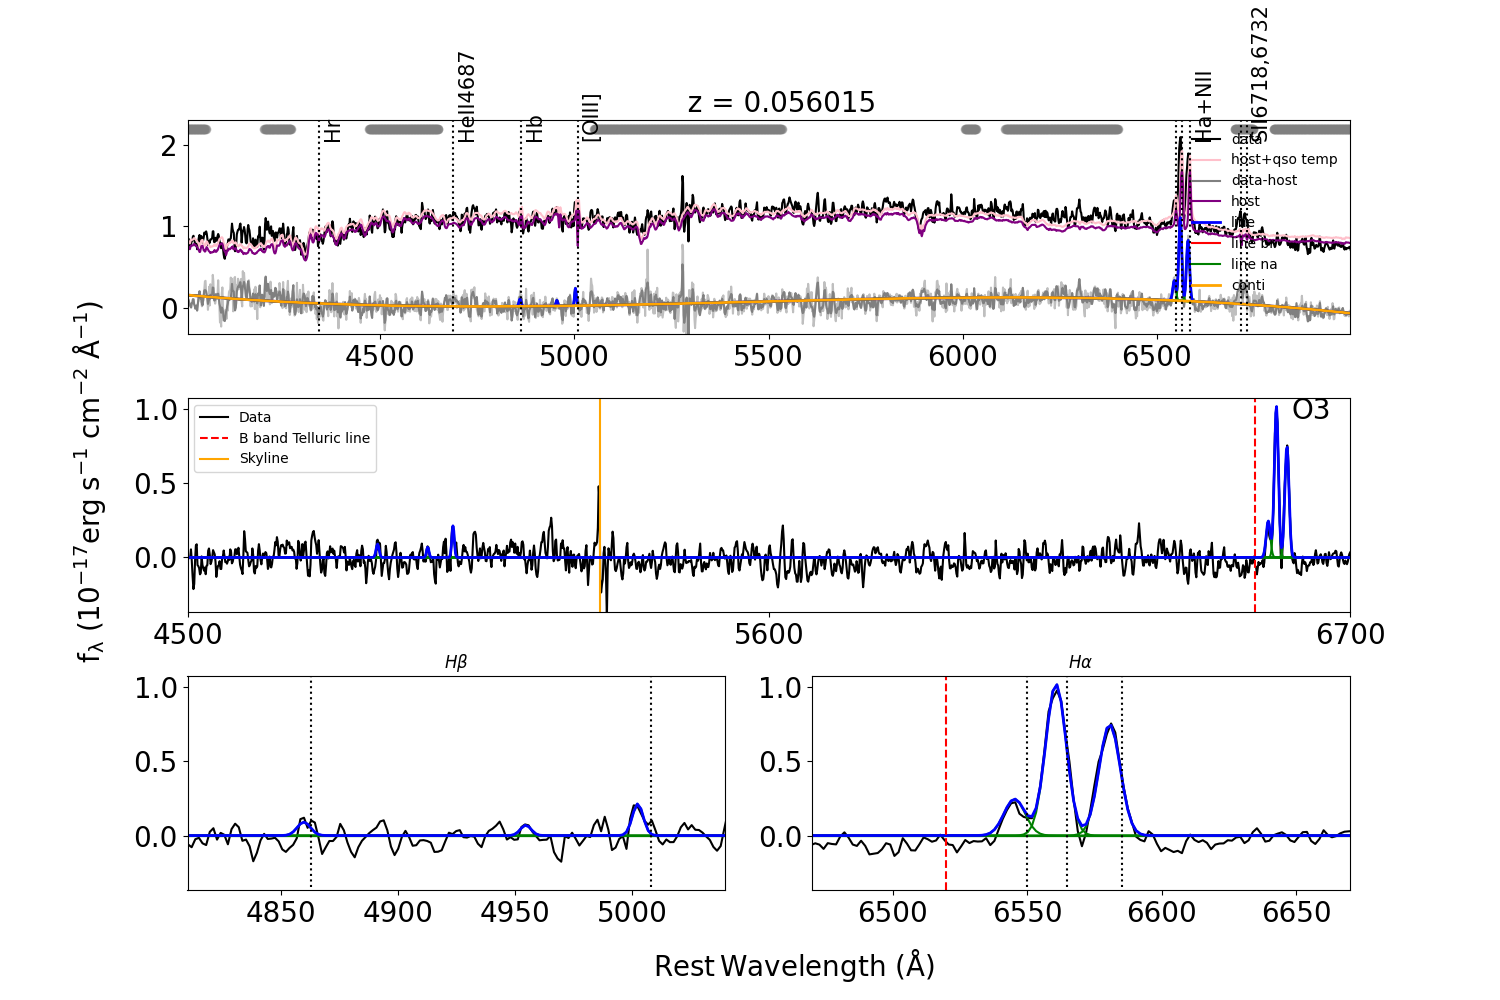 z = 0.056015
Hr
HeII4687
Hb
[OIII]
Ha+NII
SII6718,6732
data
host+qso temp
data-host
host
line
line br
line na
conti
2
1
0
4500 5000 5500 6000 6500
fλ (10⁻¹⁷erg s⁻¹ cm⁻² Å⁻¹)
Data
B band Telluric line
Skyline
O3
1.0
0.5
0.0
4500 5600 6700
Hβ
1.0
0.5
0.0
4850 4900 4950 5000
Hα
1.0
0.5
0.0
6500 6550 6600 6650
Rest Wavelength (Å)